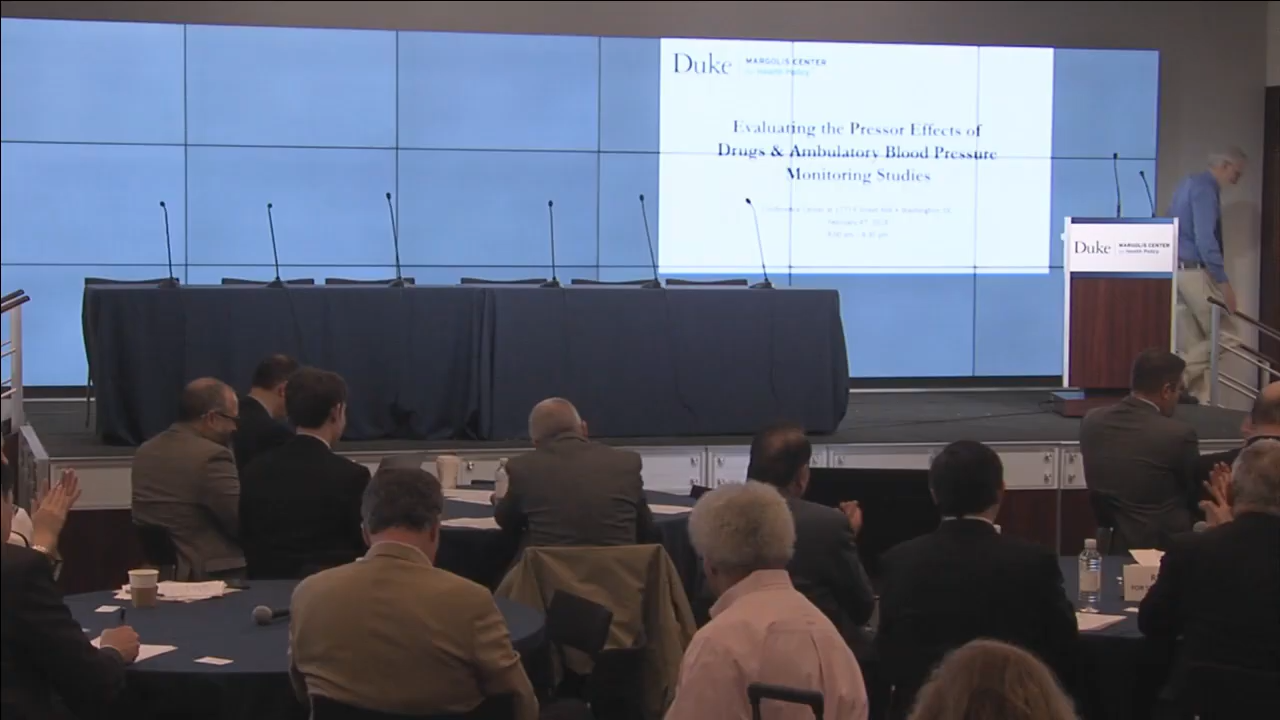 Duke MARGOLIS CENTER
for Health Policy
Evaluating the Pressor Effects of
Drugs & Ambulatory Blood Pressure
Monitoring Studies
Duke MARGOLIS CENTER
for Health Policy